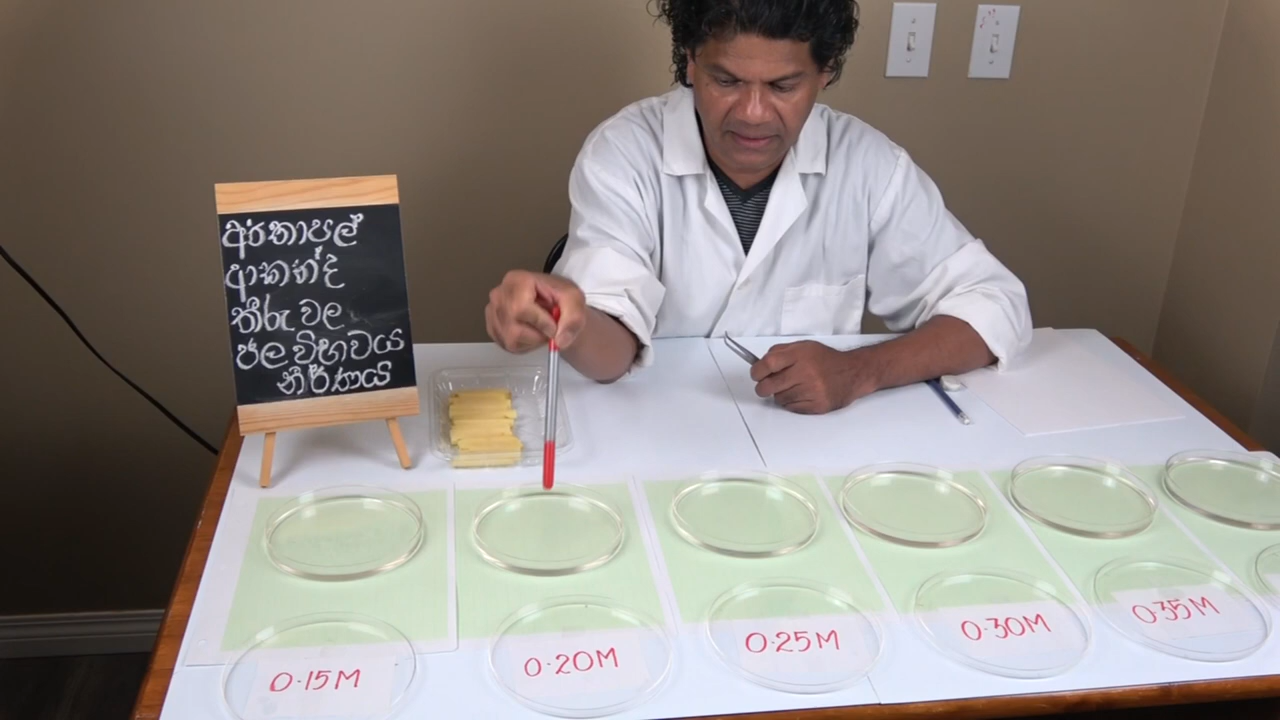 අර්තාපල්
ආකන්ද
තීරු වල
ජල විභවය
නිර්ණය
0.15M
0.20M
0.25M
0.30M
0.35M